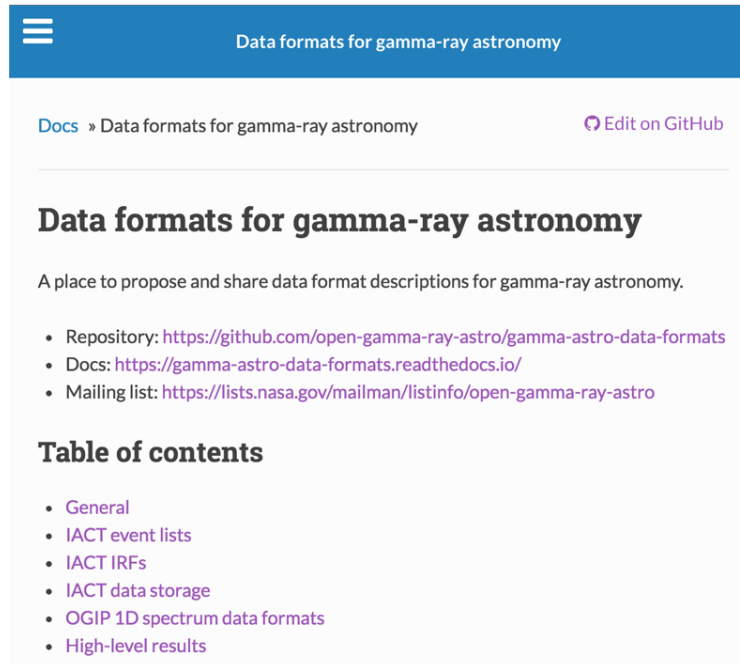 Data formats for gamma-ray astronomy
Docs » Data formats for gamma-ray astronomy
Edit on GitHub
Data formats for gamma-ray astronomy
A place to propose and share data format descriptions for gamma-ray astronomy.
• Repository: https://github.com/open-gamma-ray-astro/gamma-astro-data-formats
• Docs: https://gamma-astro-data-formats.readthedocs.io/
• Mailing list: https://lists.nasa.gov/mailman/listinfo/open-gamma-ray-astro
Table of contents
• General
• IACT event lists
• IACT IRFs
• IACT data storage
• OGIP 1D spectrum data formats
• High-level results